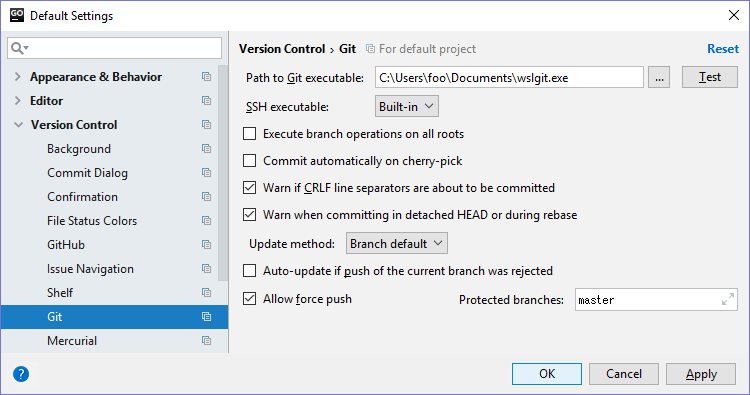 GO Default Settings
Version Control › Git For default project Reset
Appearance & Behavior
Editor
Version Control
Background
Commit Dialog
Confirmation
File Status Colors
GitHub
Issue Navigation
Shelf
Git
Mercurial
Path to Git executable: C:\Users\foo\Documents\wslgit.exe ... Test
SSH executable: Built-in
Execute branch operations on all roots
Commit automatically on cherry-pick
Warn if CRLF line separators are about to be committed
Warn when committing in detached HEAD or during rebase
Update method: Branch default
Auto-update if push of the current branch was rejected
Allow force push Protected branches: master
? OK Cancel Apply